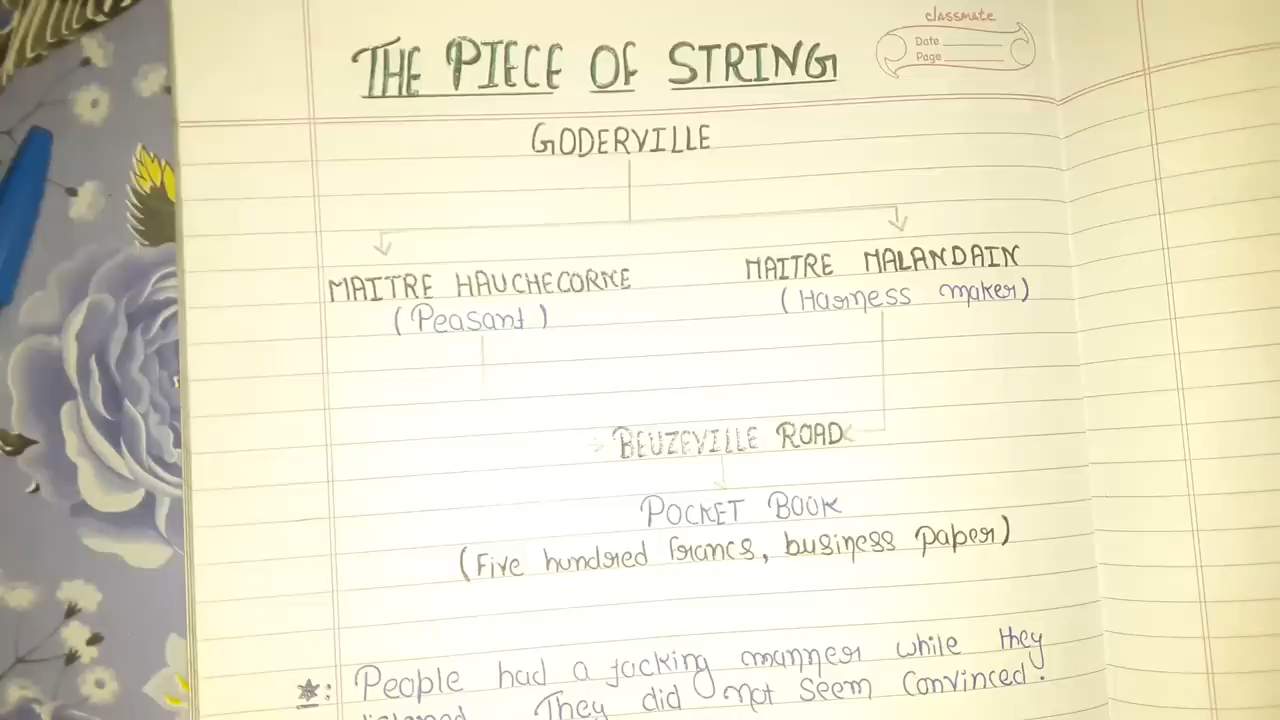 classmate
Date
Page
THE PIECE OF STRING
GODERVILLE
MAITRE HAUCHECORNE
MAITRE MALANDAIN
(Peasant)
(Harness maker)
BEUZEVILLE ROAD
POCKET BOOK
(Five hundred francs, business paper)
*: People had a jocking manner while they
listened. They did not seem convinced.